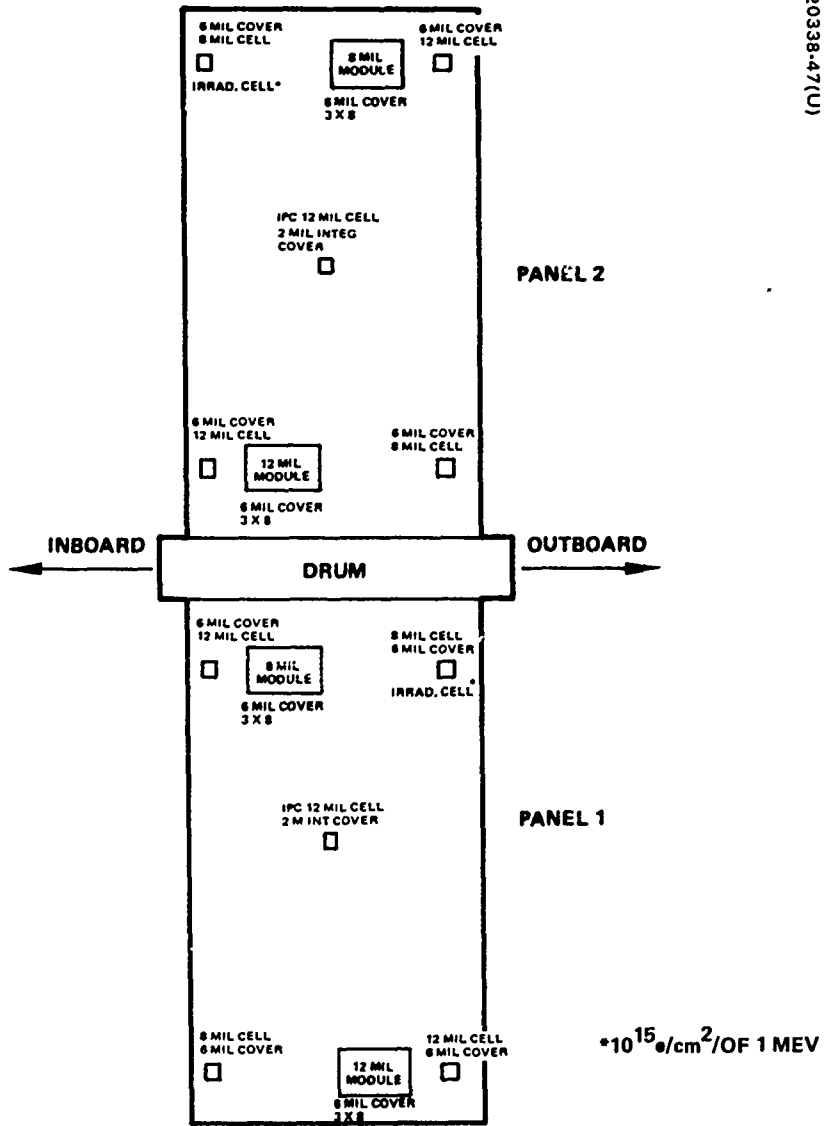 20338-47(U)
6 MIL COVER
8 MIL CELL
IRRAD. CELL*
8 MIL
MODULE
6 MIL COVER
3 X 8
6 MIL COVER
12 MIL CELL
IPC 12 MIL CELL
2 MIL INTEG
COVER
PANEL 2
6 MIL COVER
12 MIL CELL
12 MIL
MODULE
6 MIL COVER
3 X 8
6 MIL COVER
8 MIL CELL
INBOARD
DRUM
OUTBOARD
6 MIL COVER
12 MIL CELL
8 MIL
MODULE
6 MIL COVER
3 X 8
8 MIL CELL
6 MIL COVER
IRRAD. CELL*
IPC 12 MIL CELL
2 M INT COVER
PANEL 1
8 MIL CELL
6 MIL COVER
12 MIL
MODULE
6 MIL COVER
3 X 8
12 MIL CELL
6 MIL COVER
*10^15 e/cm^2/OF 1 MEV